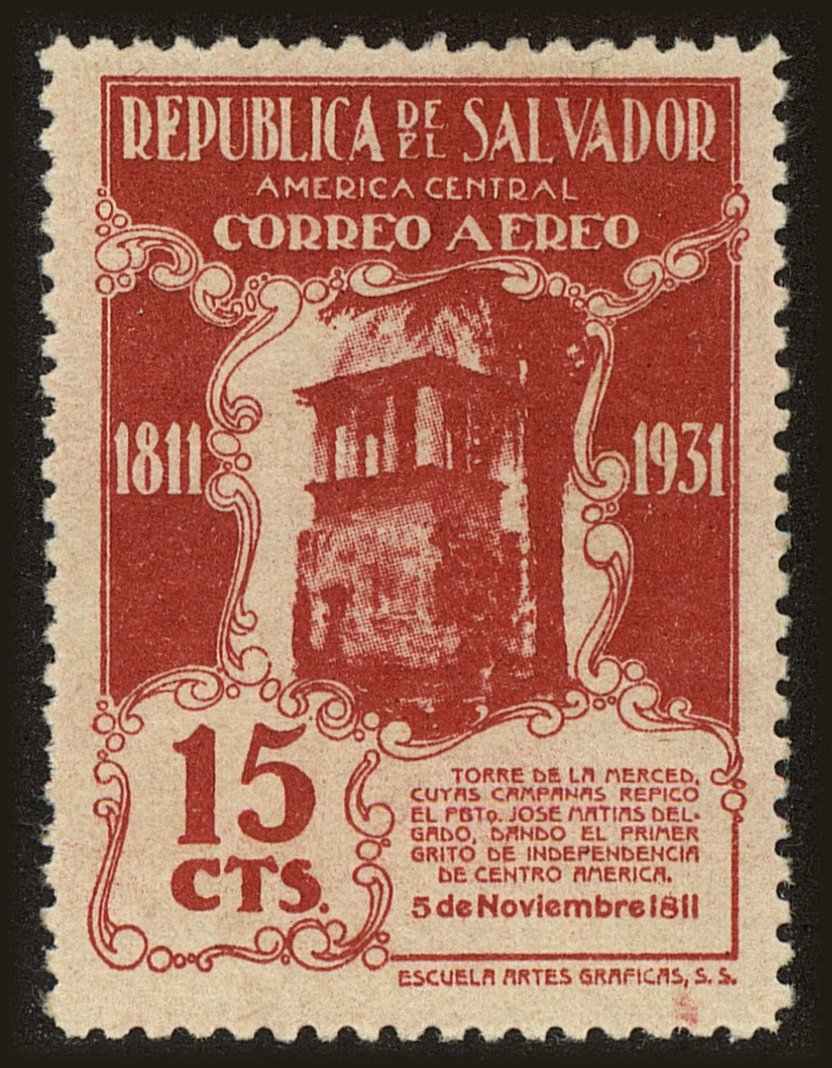 REPUBLICA DE EL SALVADOR
AMERICA CENTRAL
CORREO AEREO
1811 1931
15
CTS.
TORRE DE LA MERCED,
CUYAS CAMPANAS REPICO
EL PBTO. JOSE MATIAS DEL-
GADO, DANDO EL PRIMER
GRITO DE INDEPENDENCIA
DE CENTRO AMERICA.
5 de Noviembre 1811
ESCUELA ARTES GRAFICAS, S. S.